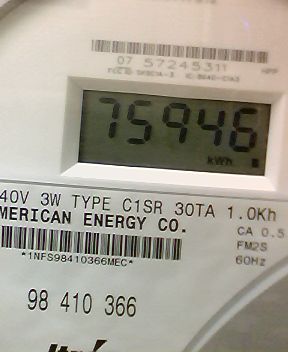 07 57245311
75946
kWh
40V 3W TYPE C1SR 30TA 1.0Kh
MERICAN ENERGY CO.
CA 0.5
FM2S
60Hz
*1NFS98410366MEC*
98 410 366